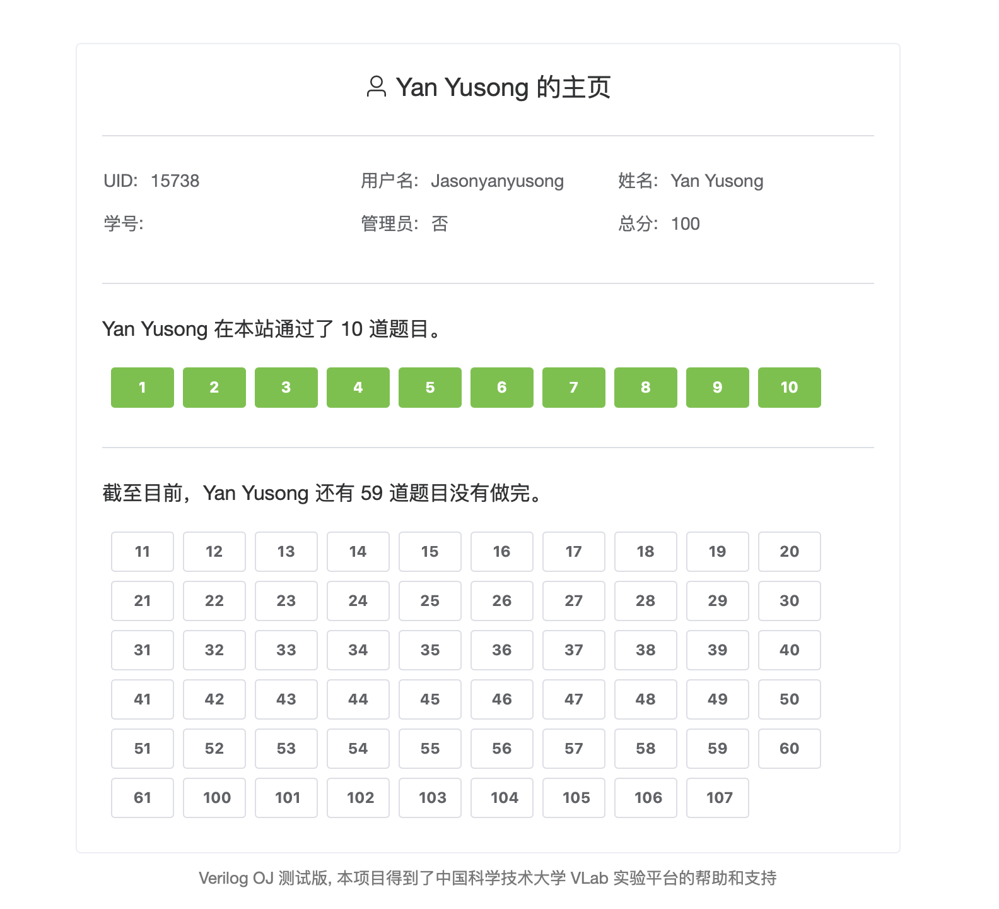 Yan Yusong 的主页
UID: 15738 用户名: Jasonyanyusong 姓名: Yan Yusong
学号: 管理员: 否 总分: 100
Yan Yusong 在本站通过了 10 道题目。
1 2 3 4 5 6 7 8 9 10
截至目前，Yan Yusong 还有 59 道题目没有做完。
11 12 13 14 15 16 17 18 19 20
21 22 23 24 25 26 27 28 29 30
31 32 33 34 35 36 37 38 39 40
41 42 43 44 45 46 47 48 49 50
51 52 53 54 55 56 57 58 59 60
61 100 101 102 103 104 105 106 107
Verilog OJ 测试版, 本项目得到了中国科学技术大学 VLab 实验平台的帮助和支持